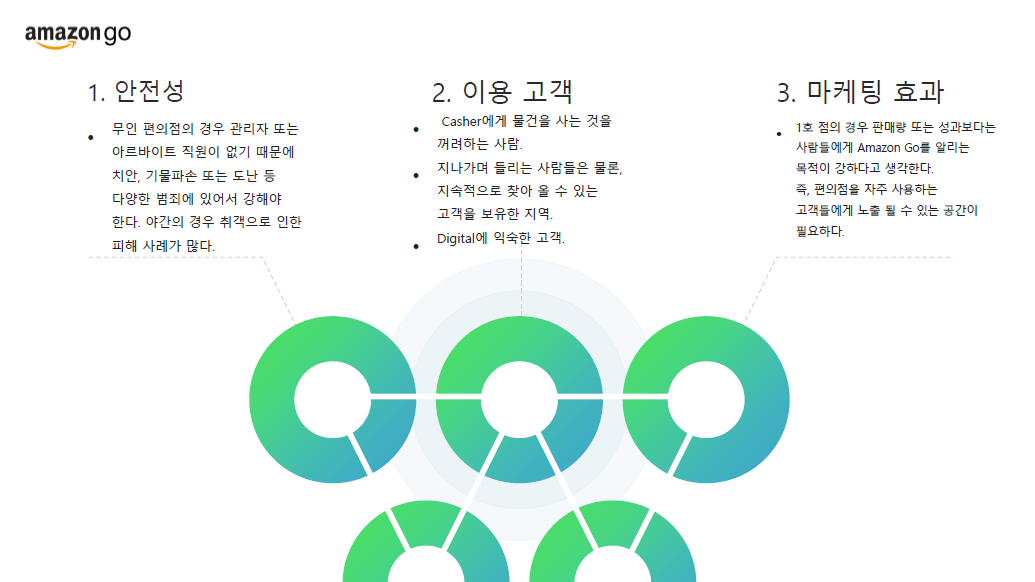 amazon go
1. 안전성
• 무인 편의점의 경우 관리자 또는
아르바이트 직원이 없기 때문에
치안, 기물파손 또는 도난 등
다양한 범죄에 있어서 강해야
한다. 야간의 경우 취객으로 인한
피해 사례가 많다.
2. 이용 고객
• Casher에게 물건을 사는 것을
꺼려하는 사람.
• 지나가며 들리는 사람들은 물론,
지속적으로 찾아 올 수 있는
고객을 보유한 지역.
• Digital에 익숙한 고객.
3. 마케팅 효과
• 1호 점의 경우 판매량 또는 성과보다는
사람들에게 Amazon Go를 알리는
목적이 강하다고 생각한다.
즉, 편의점을 자주 사용하는
고객들에게 노출 될 수 있는 공간이
필요하다.